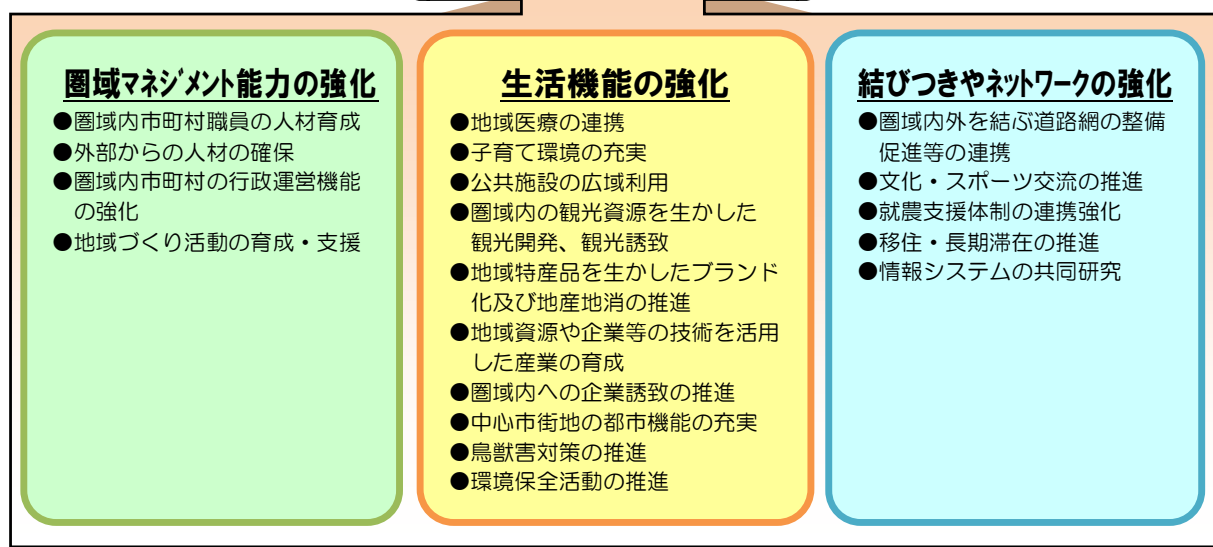 圏域マネジメント能力の強化
●圏域内市町村職員の人材育成
●外部からの人材の確保
●圏域内市町村の行政運営機能
の強化
●地域づくり活動の育成・支援
生活機能の強化
●地域医療の連携
●子育て環境の充実
●公共施設の広域利用
●圏域内の観光資源を生かした
観光開発、観光誘致
●地域特産品を生かしたブランド
化及び地産地消の推進
●地域資源や企業等の技術を活用
した産業の育成
●圏域内への企業誘致の推進
●中心市街地の都市機能の充実
●鳥獣害対策の推進
●環境保全活動の推進
結びつきやネットワークの強化
●圏域内外を結ぶ道路網の整備
促進等の連携
●文化・スポーツ交流の推進
●就農支援体制の連携強化
●移住・長期滞在の推進
●情報システムの共同研究